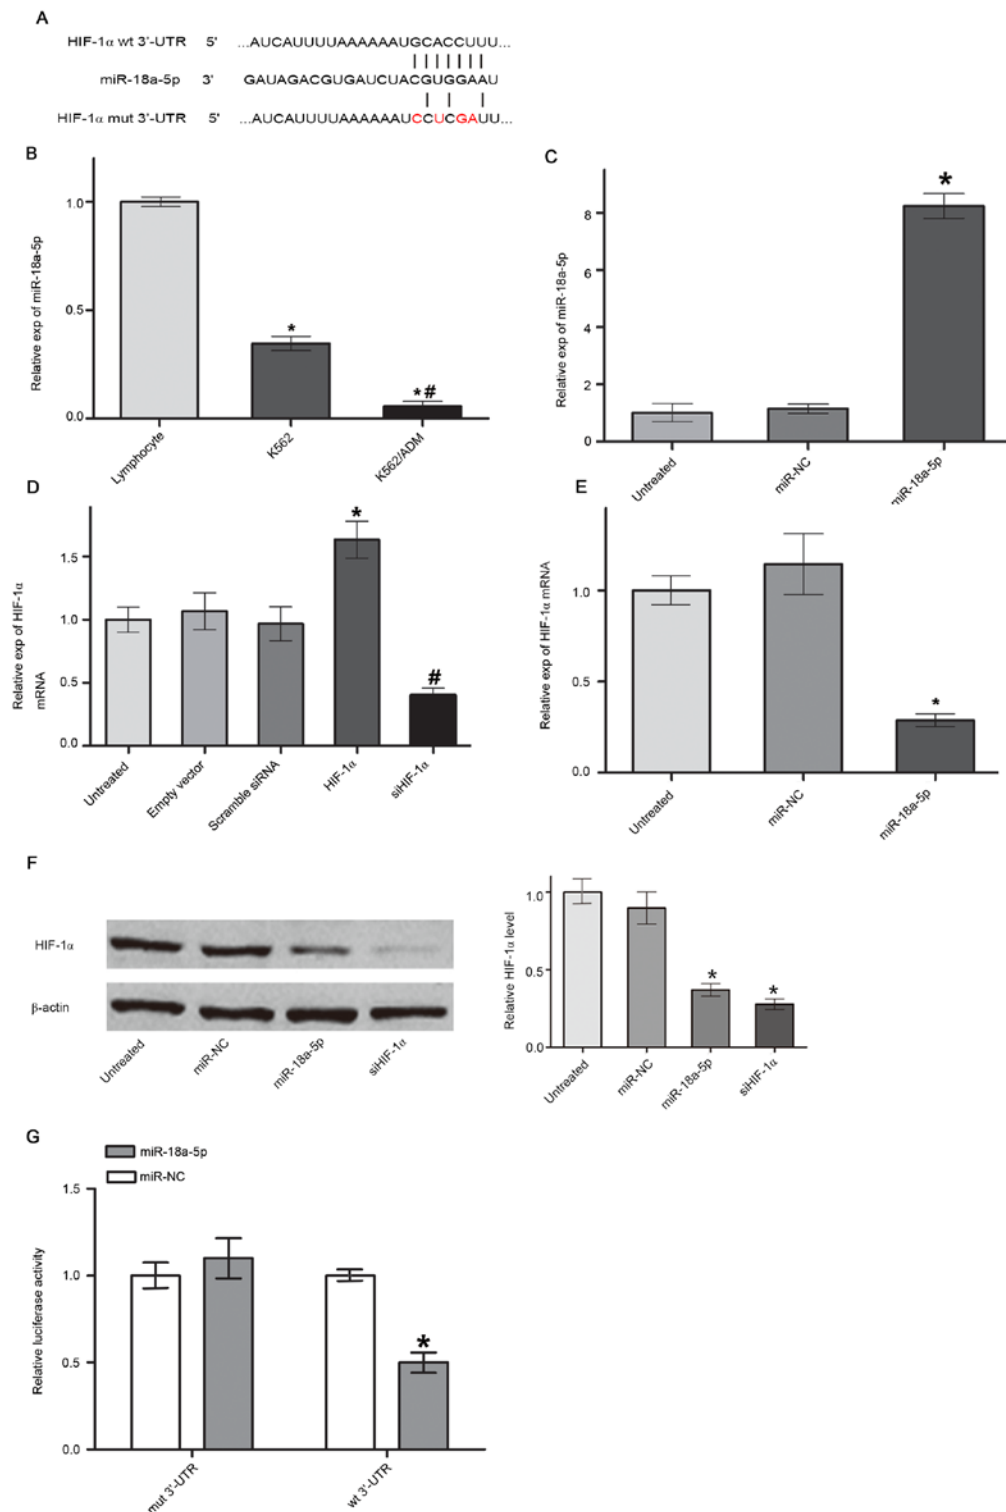 A
HIF-1α wt 3'-UTR 5' ...AUCAUUUUAAAAAAUGCACCUUU...
miR-18a-5p 3' GAUAGACGUGAUCUACGUGGAAU
HIF-1α mut 3'-UTR 5' ...AUCAUUUUAAAAAAUCCUCGAUU...
B
Relative exp of miR-18a-5p
1.0
0.5
0.0
*
*#
Lymphocyte
K562
K562/ADM
C
Relative exp of miR-18a-5p
8
6
4
2
0
*
Untreated
miR-NC
miR-18a-5p
D
Relative exp of HIF-1α
mRNA
1.5
1.0
0.5
0.0
*
#
Untreated
Empty vector
Scramble siRNA
HIF-1α
siHIF-1α
E
Relative exp of HIF-1α mRNA
1.0
0.5
0.0
*
Untreated
miR-NC
miR-18a-5p
F
HIF-1α
β-actin
Untreated
miR-NC
miR-18a-5p
siHIF-1α
Relative HIF-1α level
1.0
0.5
0.0
*
*
Untreated
miR-NC
miR-18a-5p
siHIF-1α
G
miR-18a-5p
miR-NC
Relative luciferase activity
1.5
1.0
0.5
0.0
*
mut 3'-UTR
wt 3'-UTR